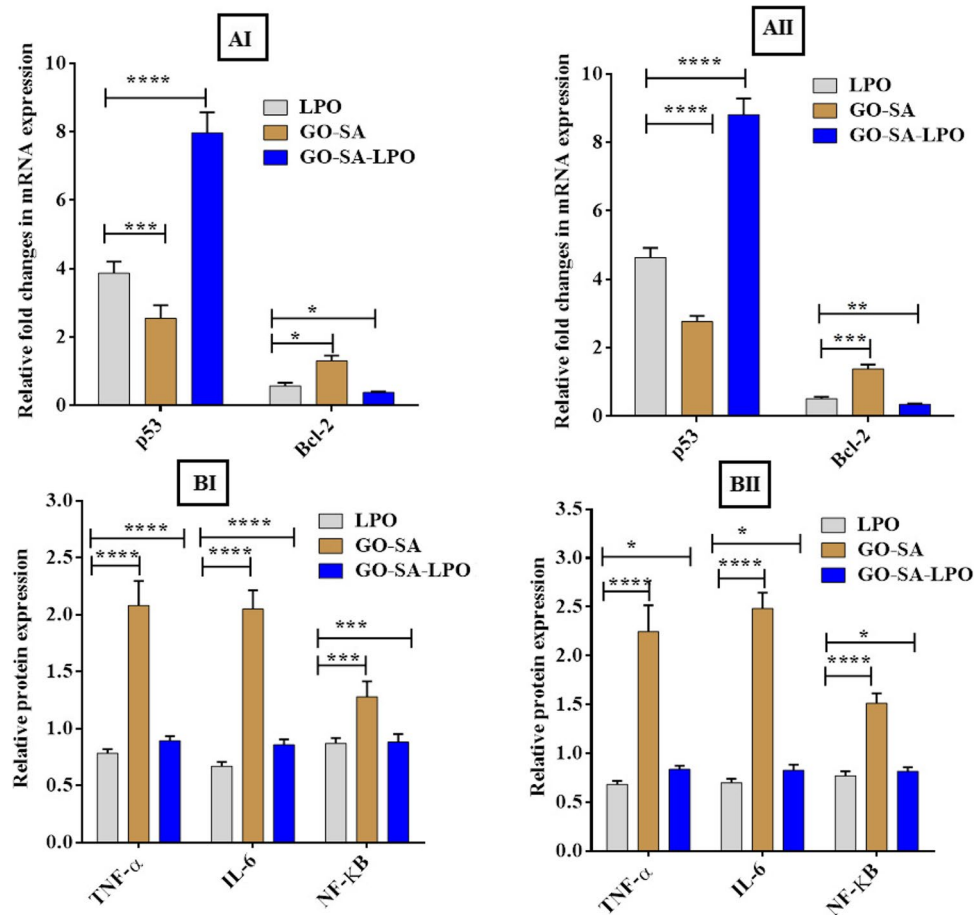 AI
Relative fold changes in mRNA expression
10
8
6
4
2
0
****
***
*
*
LPO
GO-SA
GO-SA-LPO
p53
Bcl-2
AII
Relative fold changes in mRNA expression
10
8
6
4
2
0
****
****
**
***
LPO
GO-SA
GO-SA-LPO
p53
Bcl-2
BI
Relative protein expression
3.0
2.5
2.0
1.5
1.0
0.5
0.0
****
****
****
****
***
***
LPO
GO-SA
GO-SA-LPO
TNF-α
IL-6
NF-κB
BII
Relative protein expression
3.5
3.0
2.5
2.0
1.5
1.0
0.5
0.0
*
****
*
****
*
****
LPO
GO-SA
GO-SA-LPO
TNF-α
IL-6
NF-κB